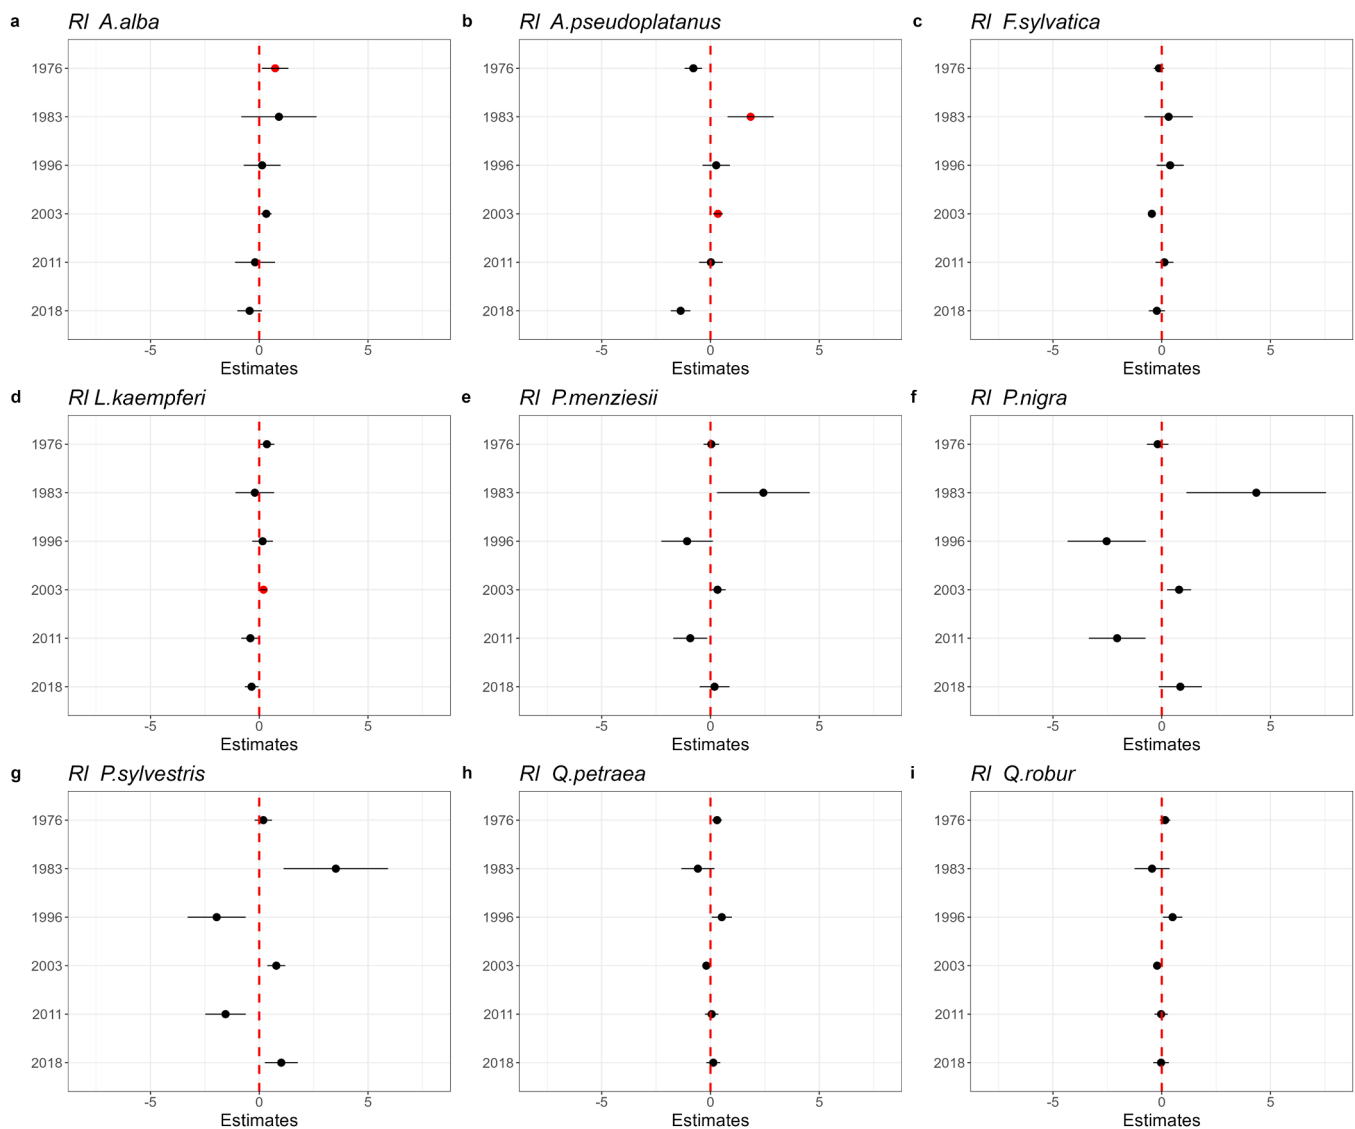 a RI A.alba
1976
1983
1996
2003
2011
2018
-5 0 5
Estimates
b RI A.pseudoplatanus
1976
1983
1996
2003
2011
2018
-5 0 5
Estimates
c RI F.sylvatica
1976
1983
1996
2003
2011
2018
-5 0 5
Estimates
d RI L.kaempferi
1976
1983
1996
2003
2011
2018
-5 0 5
Estimates
e RI P.menziesii
1976
1983
1996
2003
2011
2018
-5 0 5
Estimates
f RI P.nigra
1976
1983
1996
2003
2011
2018
-5 0 5
Estimates
g RI P.sylvestris
1976
1983
1996
2003
2011
2018
-5 0 5
Estimates
h RI Q.petraea
1976
1983
1996
2003
2011
2018
-5 0 5
Estimates
i RI Q.robur
1976
1983
1996
2003
2011
2018
-5 0 5
Estimates